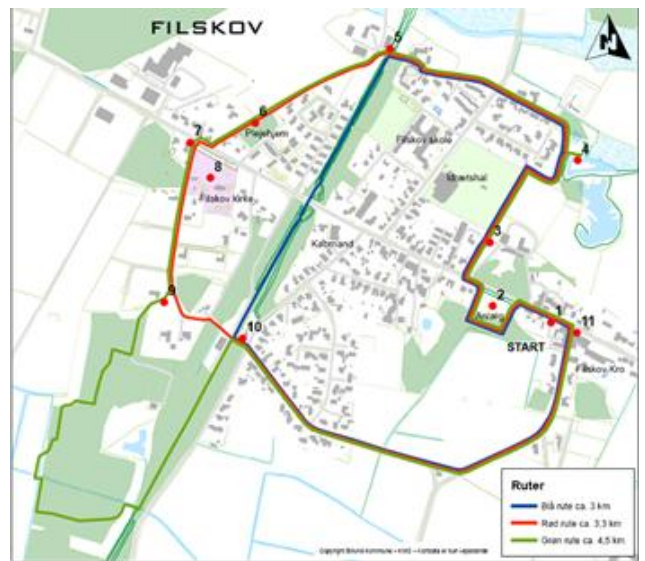 FILSKOV
N
5
6
Plejehjem
7
Filskov skole
4
8
Idrætshal
Filskov kirke
3
Købmand
9
2
Anlæg
1
11
10
START
Filskov Kro
Ruter
Blå rute ca. 3 km
Rød rute ca. 3,3 km
Grøn rute ca. 4,5 km